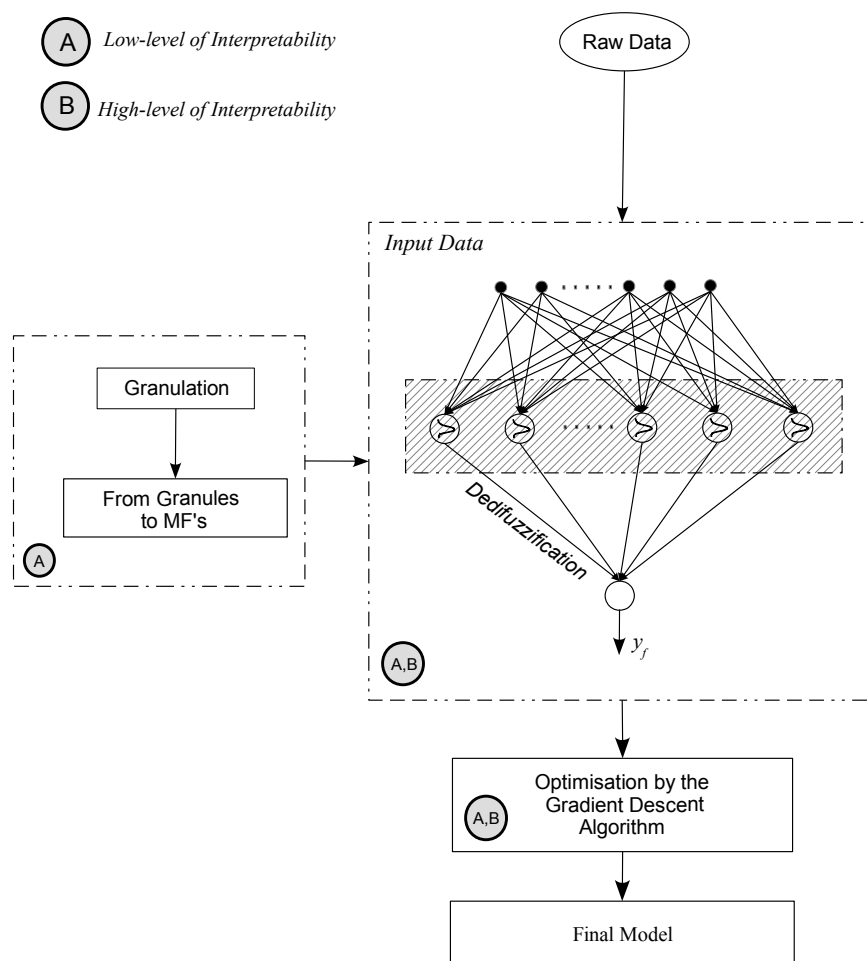 A
Low-level of Interpretability
B
High-level of Interpretability
Raw Data
Input Data
Granulation
From Granules
to MF's
A
Dedifuzzification
y_f
A,B
Optimisation by the
Gradient Descent
Algorithm
A,B
Final Model